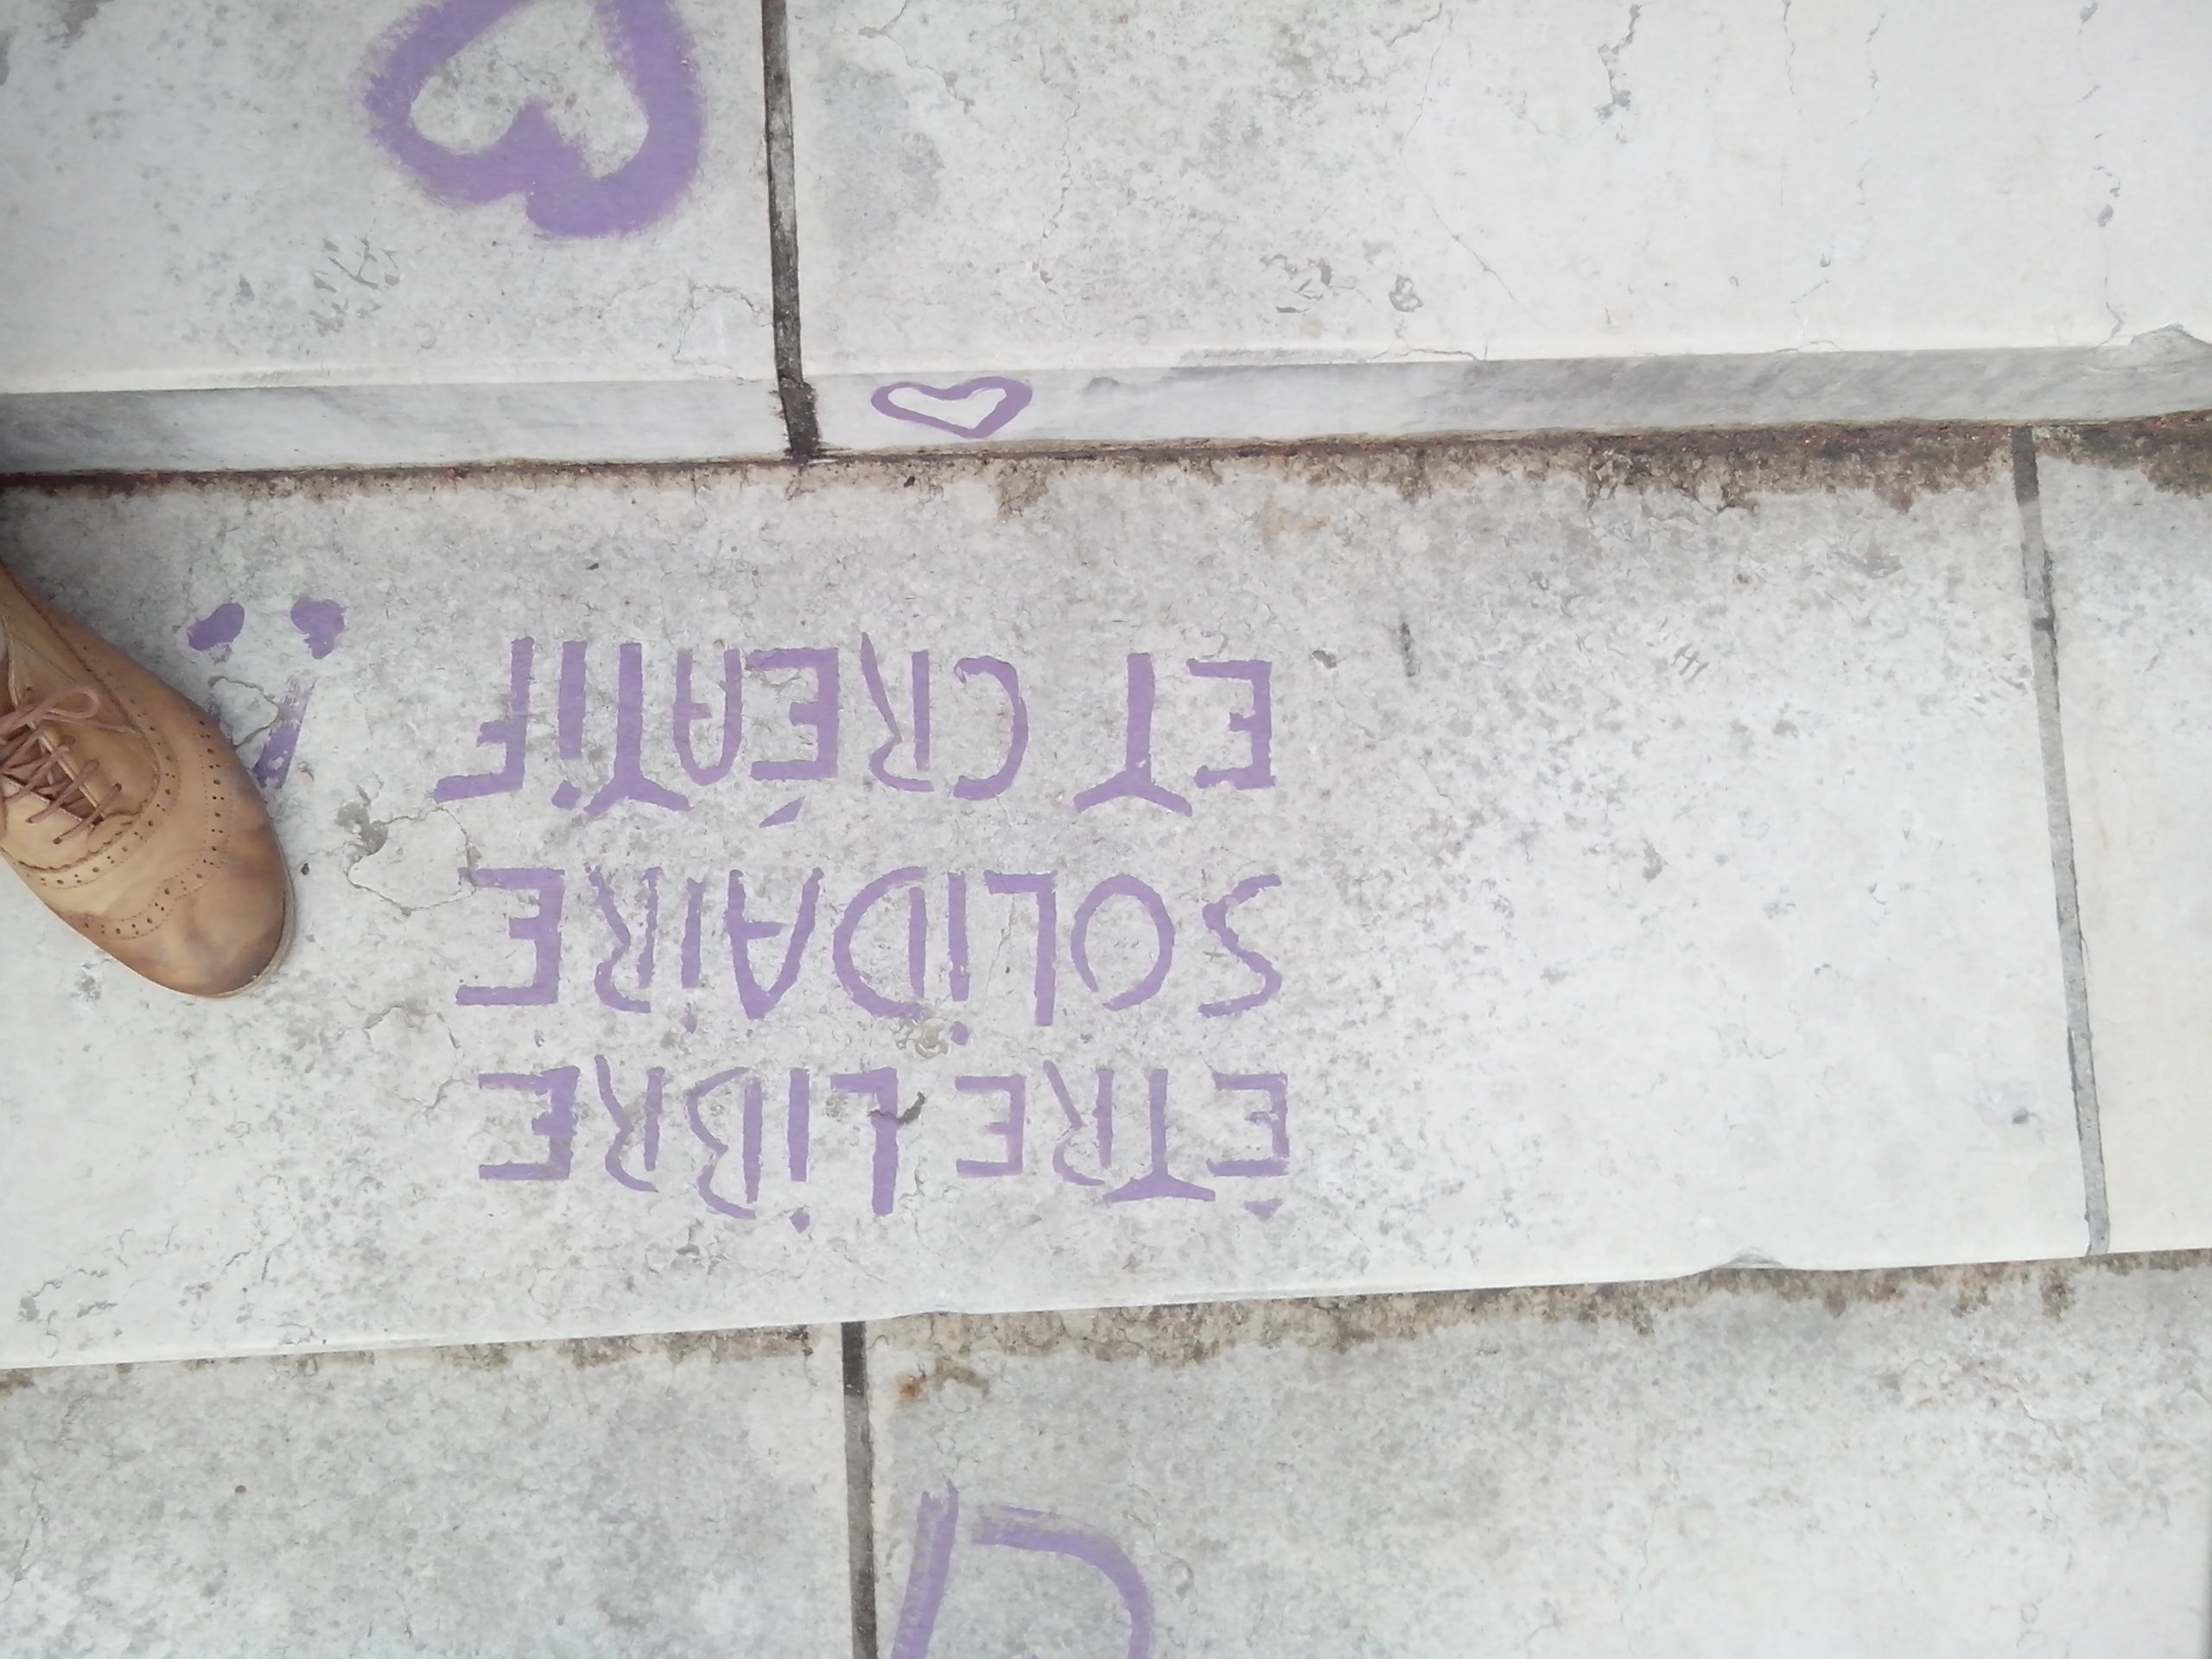 ÊTRE LiBRE
SOLiDAiRE
ET CRÉATiF !!